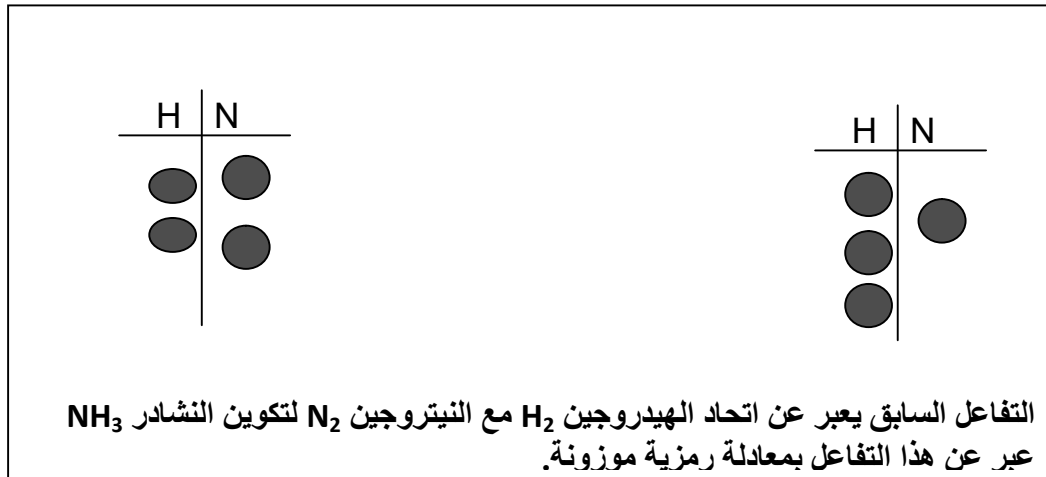 H N
H N
التفاعل السابق يعبر عن اتحاد الهيدروجين H₂ مع النيتروجين N₂ لتكوين النشادر NH₃
عبر عن هذا التفاعل بمعادلة رمزية موزونة.